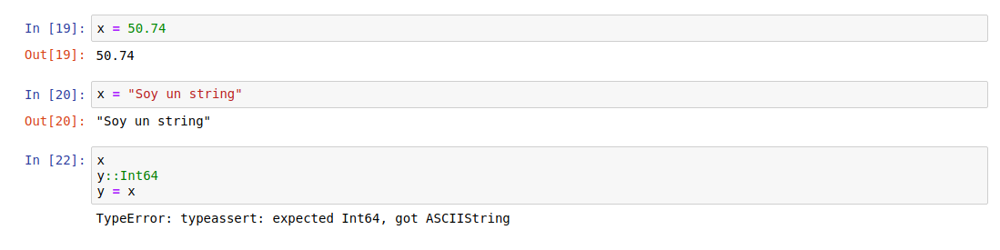 In [19]: x = 50.74
Out[19]: 50.74
In [20]: x = "Soy un string"
Out[20]: "Soy un string"
In [22]: x
y::Int64
y = x
TypeError: typeassert: expected Int64, got ASCIIString